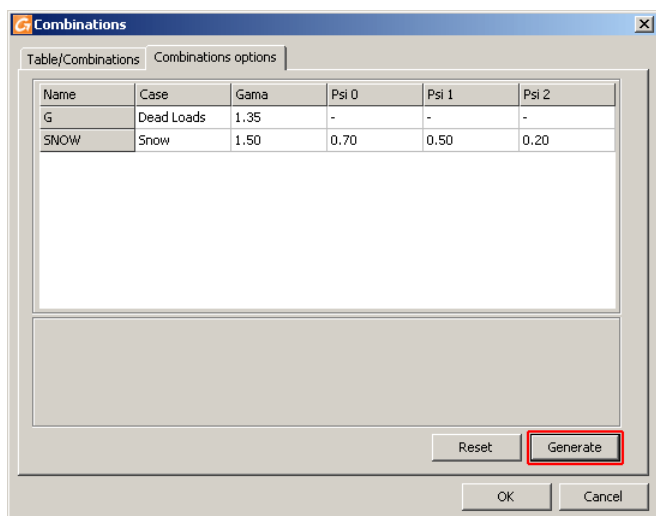 Combinations
Table/Combinations Combinations options
Name Case Gama Psi 0 Psi 1 Psi 2
G Dead Loads 1.35 - - -
SNOW Snow 1.50 0.70 0.50 0.20
Reset Generate
OK Cancel